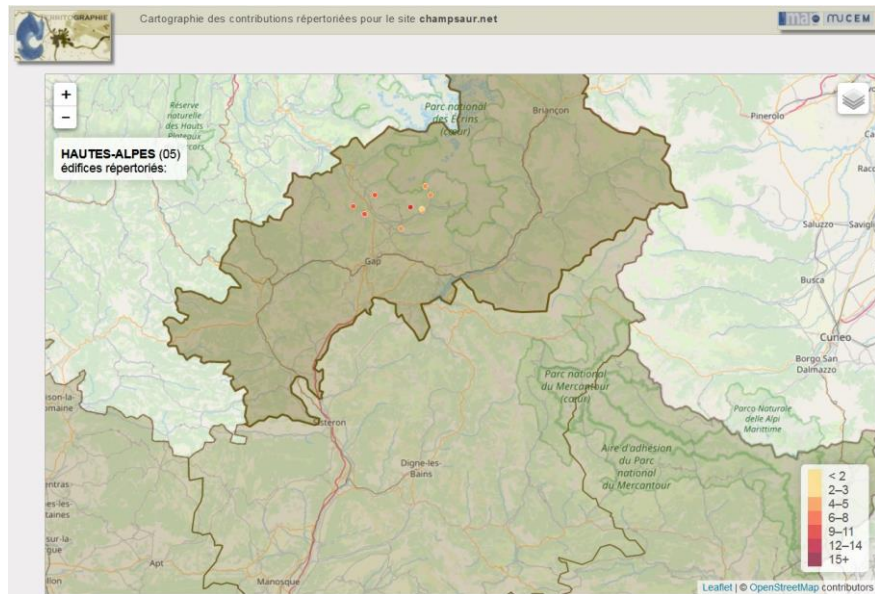 TERRITOGRAPHIE
Cartographie des contributions répertoriées pour le site champsaur.net
imago MUCEM
+
−
HAUTES-ALPES (05)
édifices répertoriés:
Réserve
naturelle
des Hauts
Plateaux
Parc national
des Écrins
(cœur)
Briançon
Pinerolo
Saluzzo
Savigli
Busca
Cuneo
Borgo San
Dalmazzo
Gap
Parc national
du Mercantour
(cœur)
Parco Naturale
delle Alpi
Marittime
Aire d'adhésion
du Parc
national
du Mercantour
Digne-les-
Bains
Apt
Manosque
< 2
2–3
4–5
6–8
9–11
12–14
15+
Leaflet | © OpenStreetMap contributors